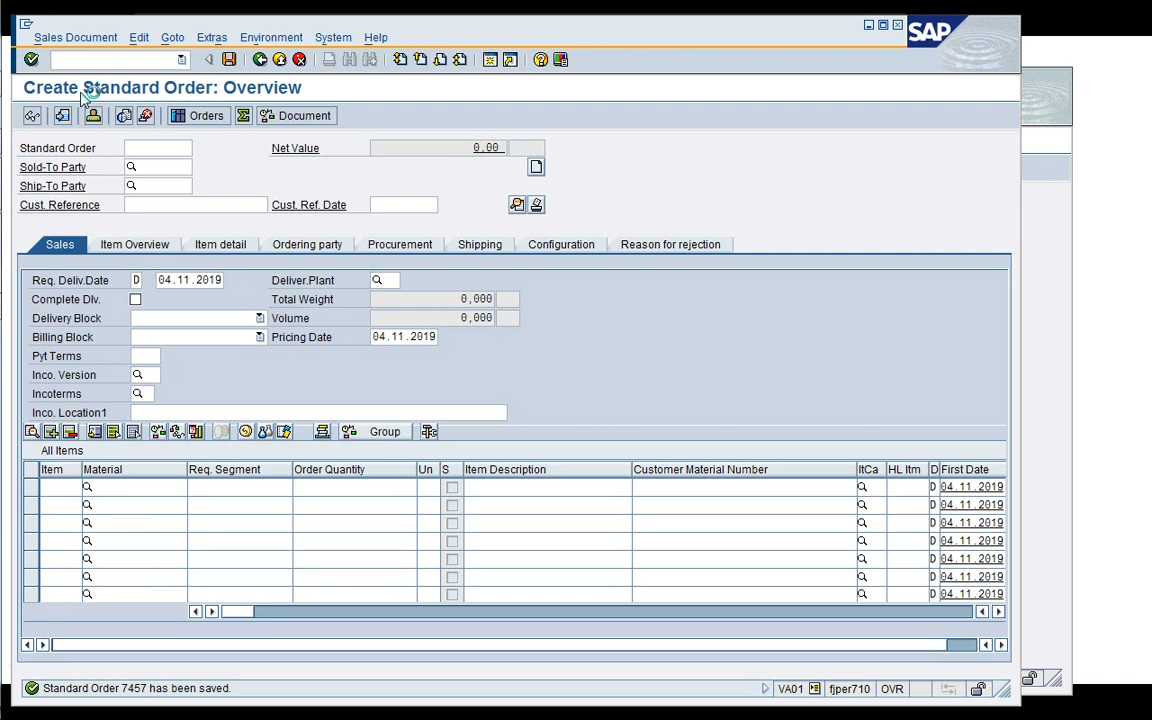 Sales Document Edit Goto Extras Environment System Help
SAP
Create Standard Order: Overview
Orders Document
Standard Order Net Value 0.00
Sold-To Party
Ship-To Party
Cust. Reference Cust. Ref. Date
Sales Item Overview Item detail Ordering party Procurement Shipping Configuration Reason for rejection
Req. Deliv.Date D 04.11.2019 Deliver.Plant
Complete Dlv. Total Weight 0,000
Delivery Block Volume 0,000
Billing Block Pricing Date 04.11.2019
Pyt Terms
Inco. Version
Incoterms
Inco. Location1
Group
All Items
Item Material Req. Segment Order Quantity Un S Item Description Customer Material Number ItCa HL Itm D First Date
D 04.11.2019
D 04.11.2019
D 04.11.2019
D 04.11.2019
D 04.11.2019
D 04.11.2019
D 04.11.2019
Standard Order 7457 has been saved. VA01 fjper710 OVR